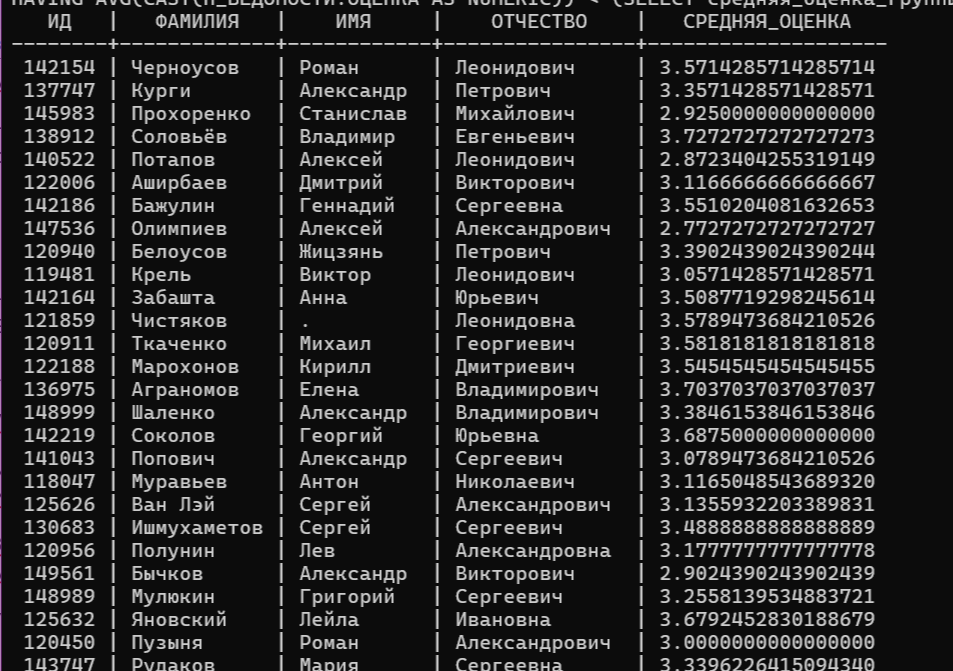 HAVING AVG(CAST(Н_ВЕДОМОСТИ.ОЦЕНКА AS NUMERIC)) < (SELECT средняя_оценка_групп
ИД | ФАМИЛИЯ | ИМЯ | ОТЧЕСТВО | СРЕДНЯЯ_ОЦЕНКА
--------+-------------+------------+----------------+--------------------
142154 | Черноусов | Роман | Леонидович | 3.5714285714285714
137747 | Курги | Александр | Петрович | 3.3571428571428571
145983 | Прохоренко | Станислав | Михайлович | 2.9250000000000000
138912 | Соловьёв | Владимир | Евгеньевич | 3.7272727272727273
140522 | Потапов | Алексей | Леонидович | 2.8723404255319149
122006 | Аширбаев | Дмитрий | Викторович | 3.1166666666666667
142186 | Бажулин | Геннадий | Сергеевна | 3.5510204081632653
147536 | Олимпиев | Алексей | Александрович | 2.7727272727272727
120940 | Белоусов | Жицзянь | Петрович | 3.3902439024390244
119481 | Крель | Виктор | Леонидович | 3.0571428571428571
142164 | Забашта | Анна | Юрьевич | 3.5087719298245614
121859 | Чистяков | . | Леонидовна | 3.5789473684210526
120911 | Ткаченко | Михаил | Георгиевич | 3.5818181818181818
122188 | Марохонов | Кирилл | Дмитриевич | 3.5454545454545455
136975 | Аграномов | Елена | Владимирович | 3.7037037037037037
148999 | Шаленко | Александр | Владимирович | 3.3846153846153846
142219 | Соколов | Георгий | Юрьевна | 3.6875000000000000
141043 | Попович | Александр | Сергеевич | 3.0789473684210526
118047 | Муравьев | Антон | Николаевич | 3.1165048543689320
125626 | Ван Лэй | Сергей | Александрович | 3.1355932203389831
130683 | Ишмухаметов | Сергей | Сергеевич | 3.4888888888888889
120956 | Полунин | Лев | Александровна | 3.1777777777777778
149561 | Бычков | Александр | Викторович | 2.9024390243902439
148989 | Мулюкин | Григорий | Сергеевич | 3.2558139534883721
125632 | Яновский | Лейла | Ивановна | 3.6792452830188679
120450 | Пузыня | Роман | Александрович | 3.0000000000000000
143747 | Рудаков | Мария | Сергеевич | 3.3396226415094340